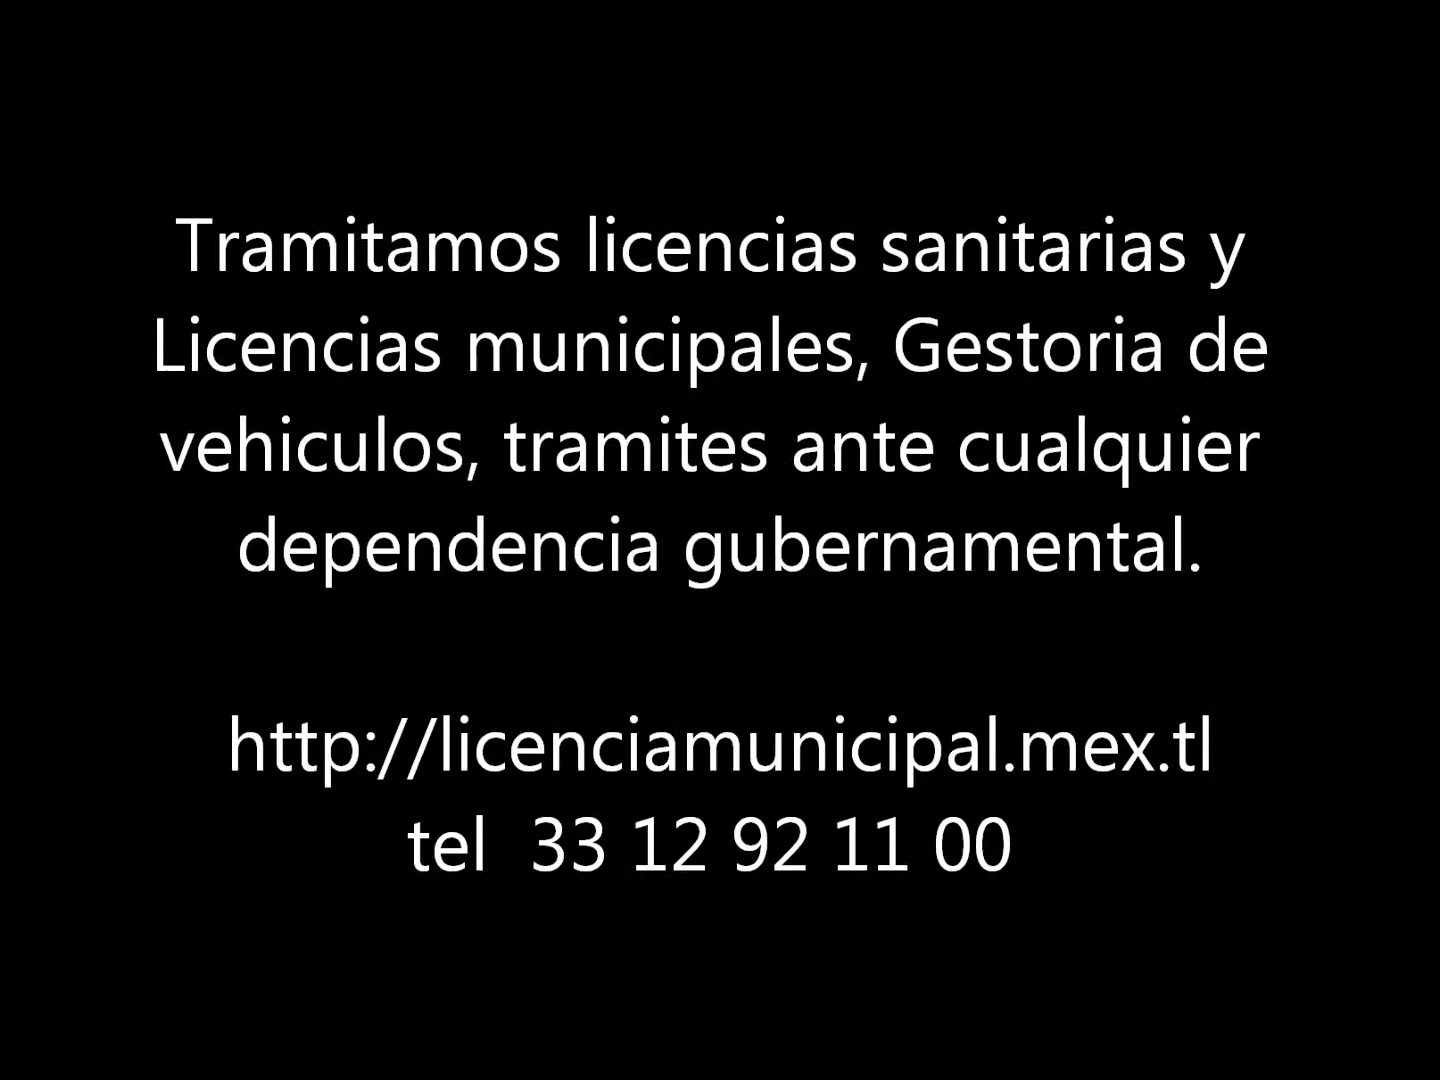 Tramitamos licencias sanitarias y
Licencias municipales, Gestoria de
vehiculos, tramites ante cualquier
dependencia gubernamental.
http://licenciamunicipal.mex.tl
tel  33 12 92 11 00